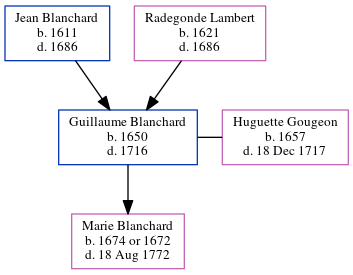 Jean Blanchard
b. 1611
d. 1686
Radegonde Lambert
b. 1621
d. 1686
Guillaume Blanchard
b. 1650
d. 1716
Huguette Gougeon
b. 1657
d. 18 Dec 1717
Marie Blanchard
b. 1674 or 1672
d. 18 Aug 1772